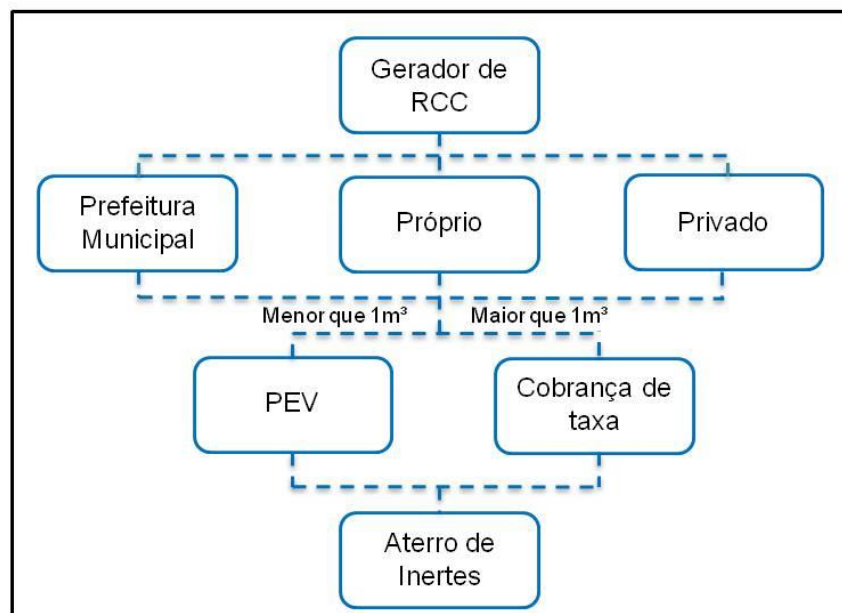 Gerador de
RCC
Prefeitura
Municipal
Próprio
Privado
Menor que 1m³
Maior que 1m³
PEV
Cobrança de
taxa
Aterro de
Inertes